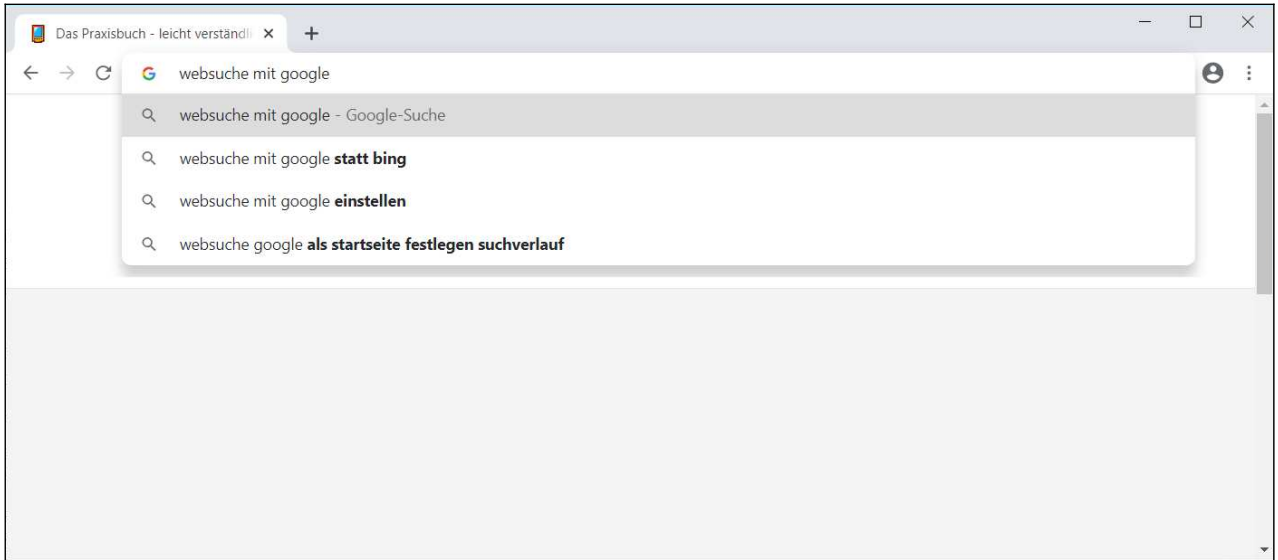 Das Praxisbuch - leicht verständl
websuche mit google
websuche mit google - Google-Suche
websuche mit google statt bing
websuche mit google einstellen
websuche google als startseite festlegen suchverlauf